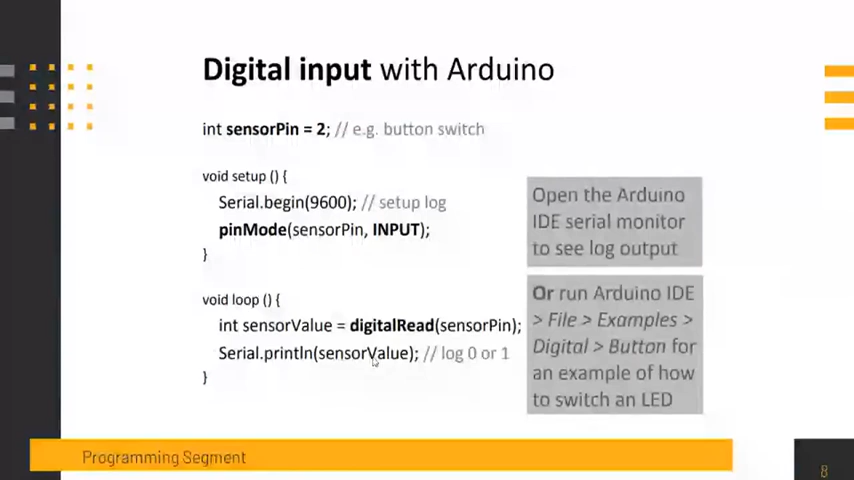 Digital input with Arduino
int sensorPin = 2; // e.g. button switch
void setup () {
Serial.begin(9600); // setup log
pinMode(sensorPin, INPUT);
}
void loop () {
int sensorValue = digitalRead(sensorPin);
Serial.println(sensorValue); // log 0 or 1
}
Open the Arduino
IDE serial monitor
to see log output
Or run Arduino IDE
> File > Examples >
Digital > Button for
an example of how
to switch an LED
Programming Segment
8